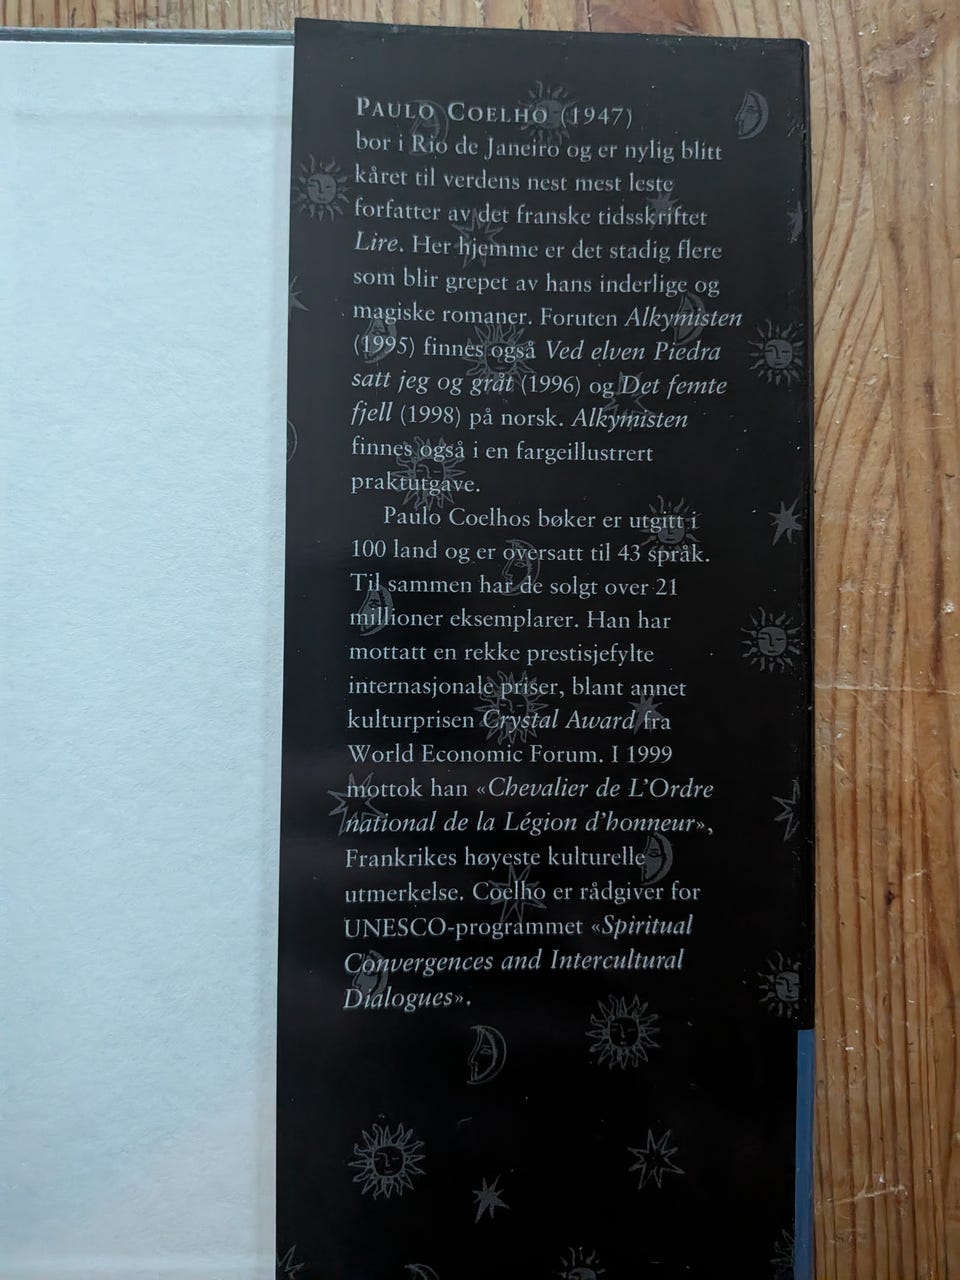 PAULO COELHO (1947)
bor i Rio de Janeiro og er nylig blitt
kåret til verdens nest mest leste
forfatter av det franske tidsskriftet
Lire. Her hjemme er det stadig flere
som blir grepet av hans inderlige og
magiske romaner. Foruten Alkymisten
(1995) finnes også Ved elven Piedra
satt jeg og gråt (1996) og Det femte
fjell (1998) på norsk. Alkymisten
finnes også i en fargeillustrert
praktutgave.
Paulo Coelhos bøker er utgitt i
100 land og er oversatt til 43 språk.
Til sammen har de solgt over 21
millioner eksemplarer. Han har
mottatt en rekke prestisjefylte
internasjonale priser, blant annet
kulturprisen Crystal Award fra
World Economic Forum. I 1999
mottok han «Chevalier de L'Ordre
national de la Légion d'honneur»,
Frankrikes høyeste kulturelle
utmerkelse. Coelho er rådgiver for
UNESCO-programmet «Spiritual
Convergences and Intercultural
Dialogues».